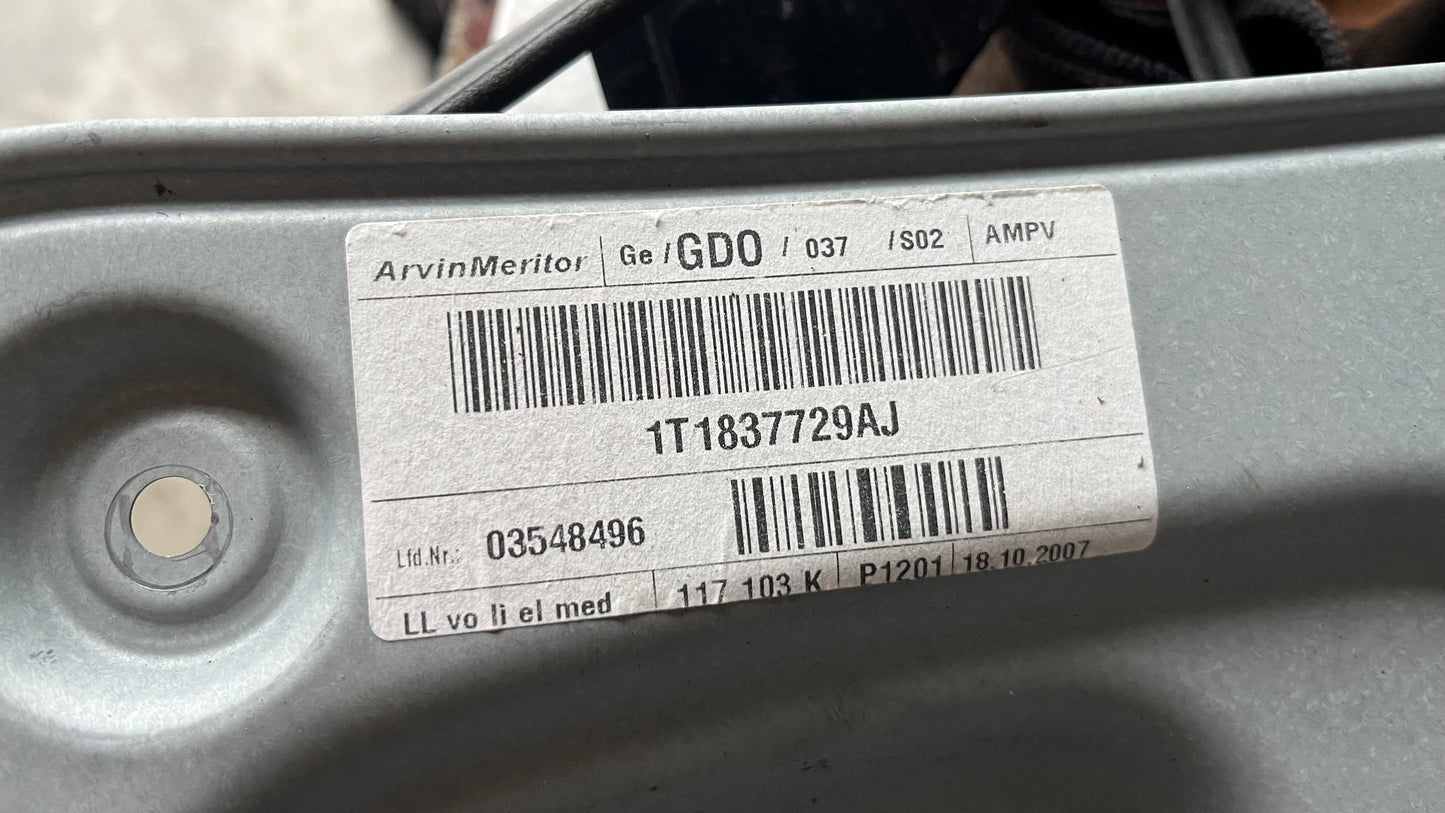 ArvinMeritor Ge / GDO / 037 / S02 AMPV
1T1837729AJ
Lfd.Nr.: 03548496
LL vo li el med 117 103 K P1201 18.10.2007